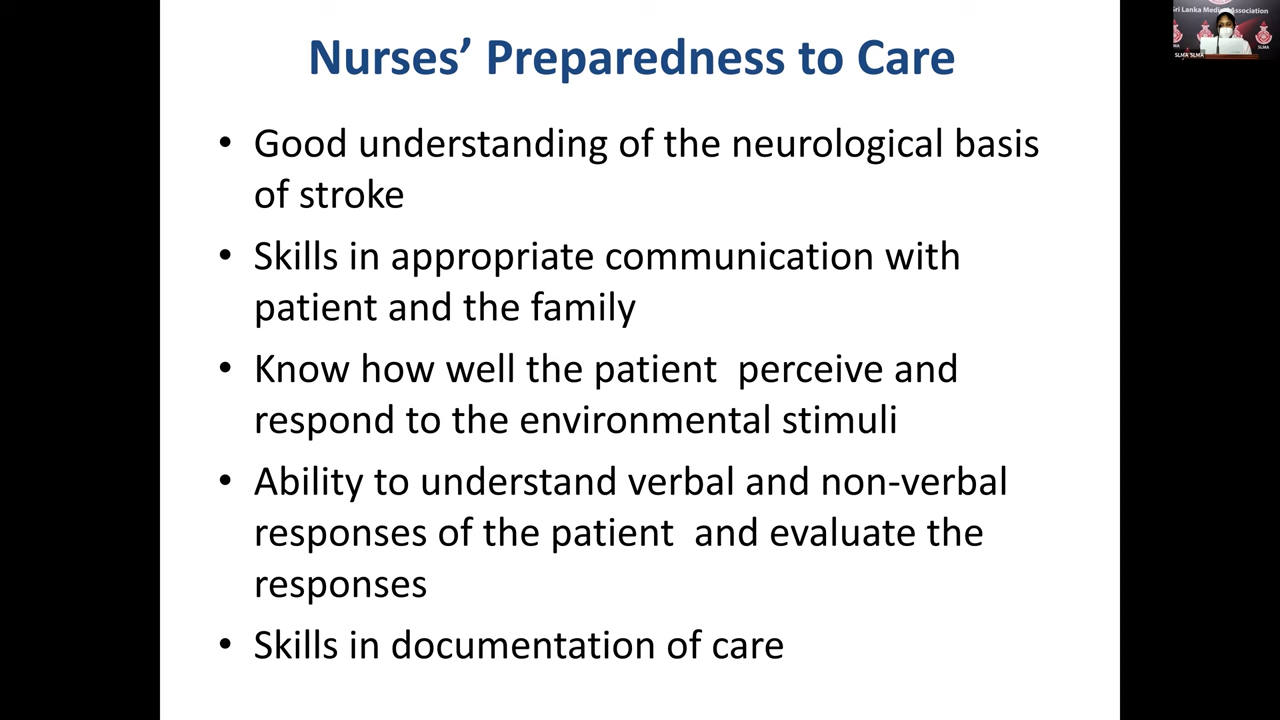 Nurses’ Preparedness to Care
• Good understanding of the neurological basis
of stroke
• Skills in appropriate communication with
patient and the family
• Know how well the patient  perceive and
respond to the environmental stimuli
• Ability to understand verbal and non-verbal
responses of the patient  and evaluate the
responses
• Skills in documentation of care
Sri Lanka Medical Association
SLMA SLMA
SLMA